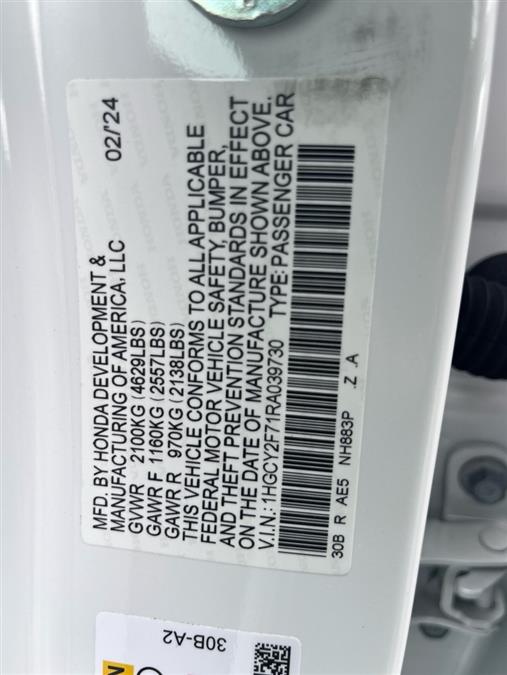 MFD. BY HONDA DEVELOPMENT & 02/'24
MANUFACTURING OF AMERICA, LLC
GVWR 2100KG (4629LBS)
GAWR F 1160KG (2557LBS)
GAWR R 970KG (2138LBS)
THIS VEHICLE CONFORMS TO ALL APPLICABLE
FEDERAL MOTOR VEHICLE SAFETY, BUMPER,
AND THEFT PREVENTION STANDARDS IN EFFECT
ON THE DATE OF MANUFACTURE SHOWN ABOVE.
V.I.N.: 1HGCY2F71RA039730 TYPE: PASSENGER CAR
30B R AE5 NH883P .Z .A
30B-A2